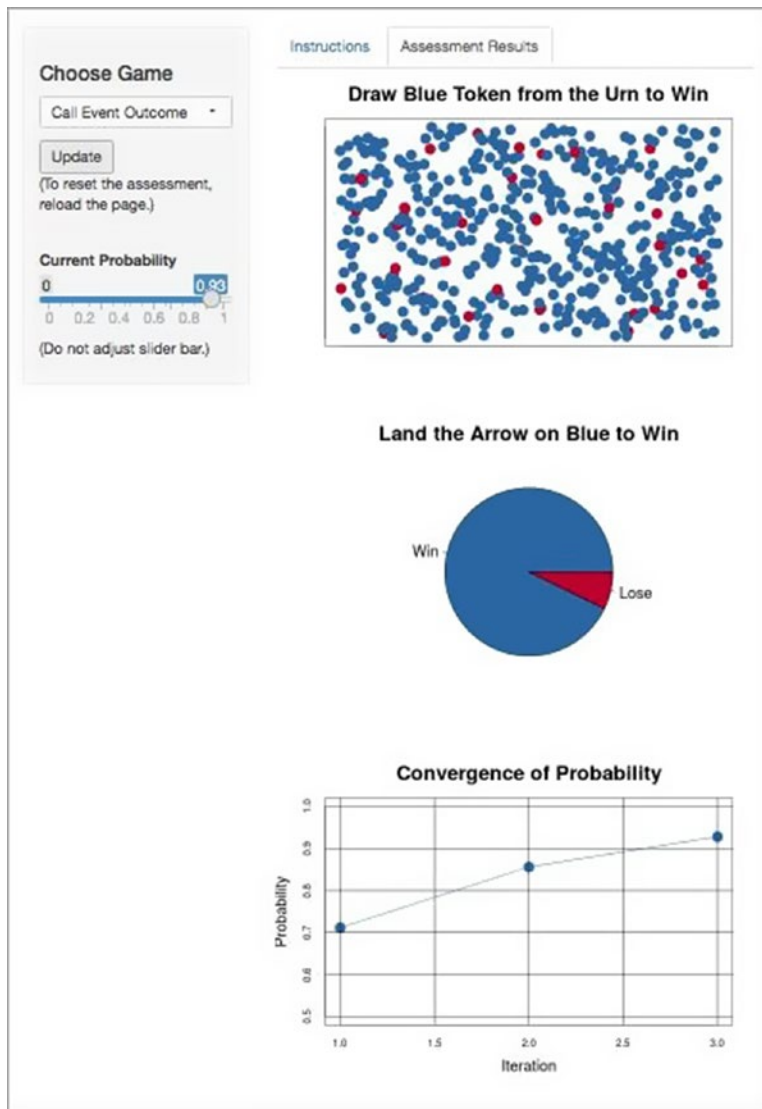 Instructions
Assessment Results
Choose Game
Call Event Outcome
Update
(To reset the assessment,
reload the page.)
Current Probability
0
0.93
0 0.2 0.4 0.6 0.8 1
(Do not adjust slider bar.)
Draw Blue Token from the Urn to Win
Land the Arrow on Blue to Win
Win
Lose
Convergence of Probability
Probability
1.0
0.9
0.8
0.7
0.6
0.5
1.0 1.5 2.0 2.5 3.0
Iteration